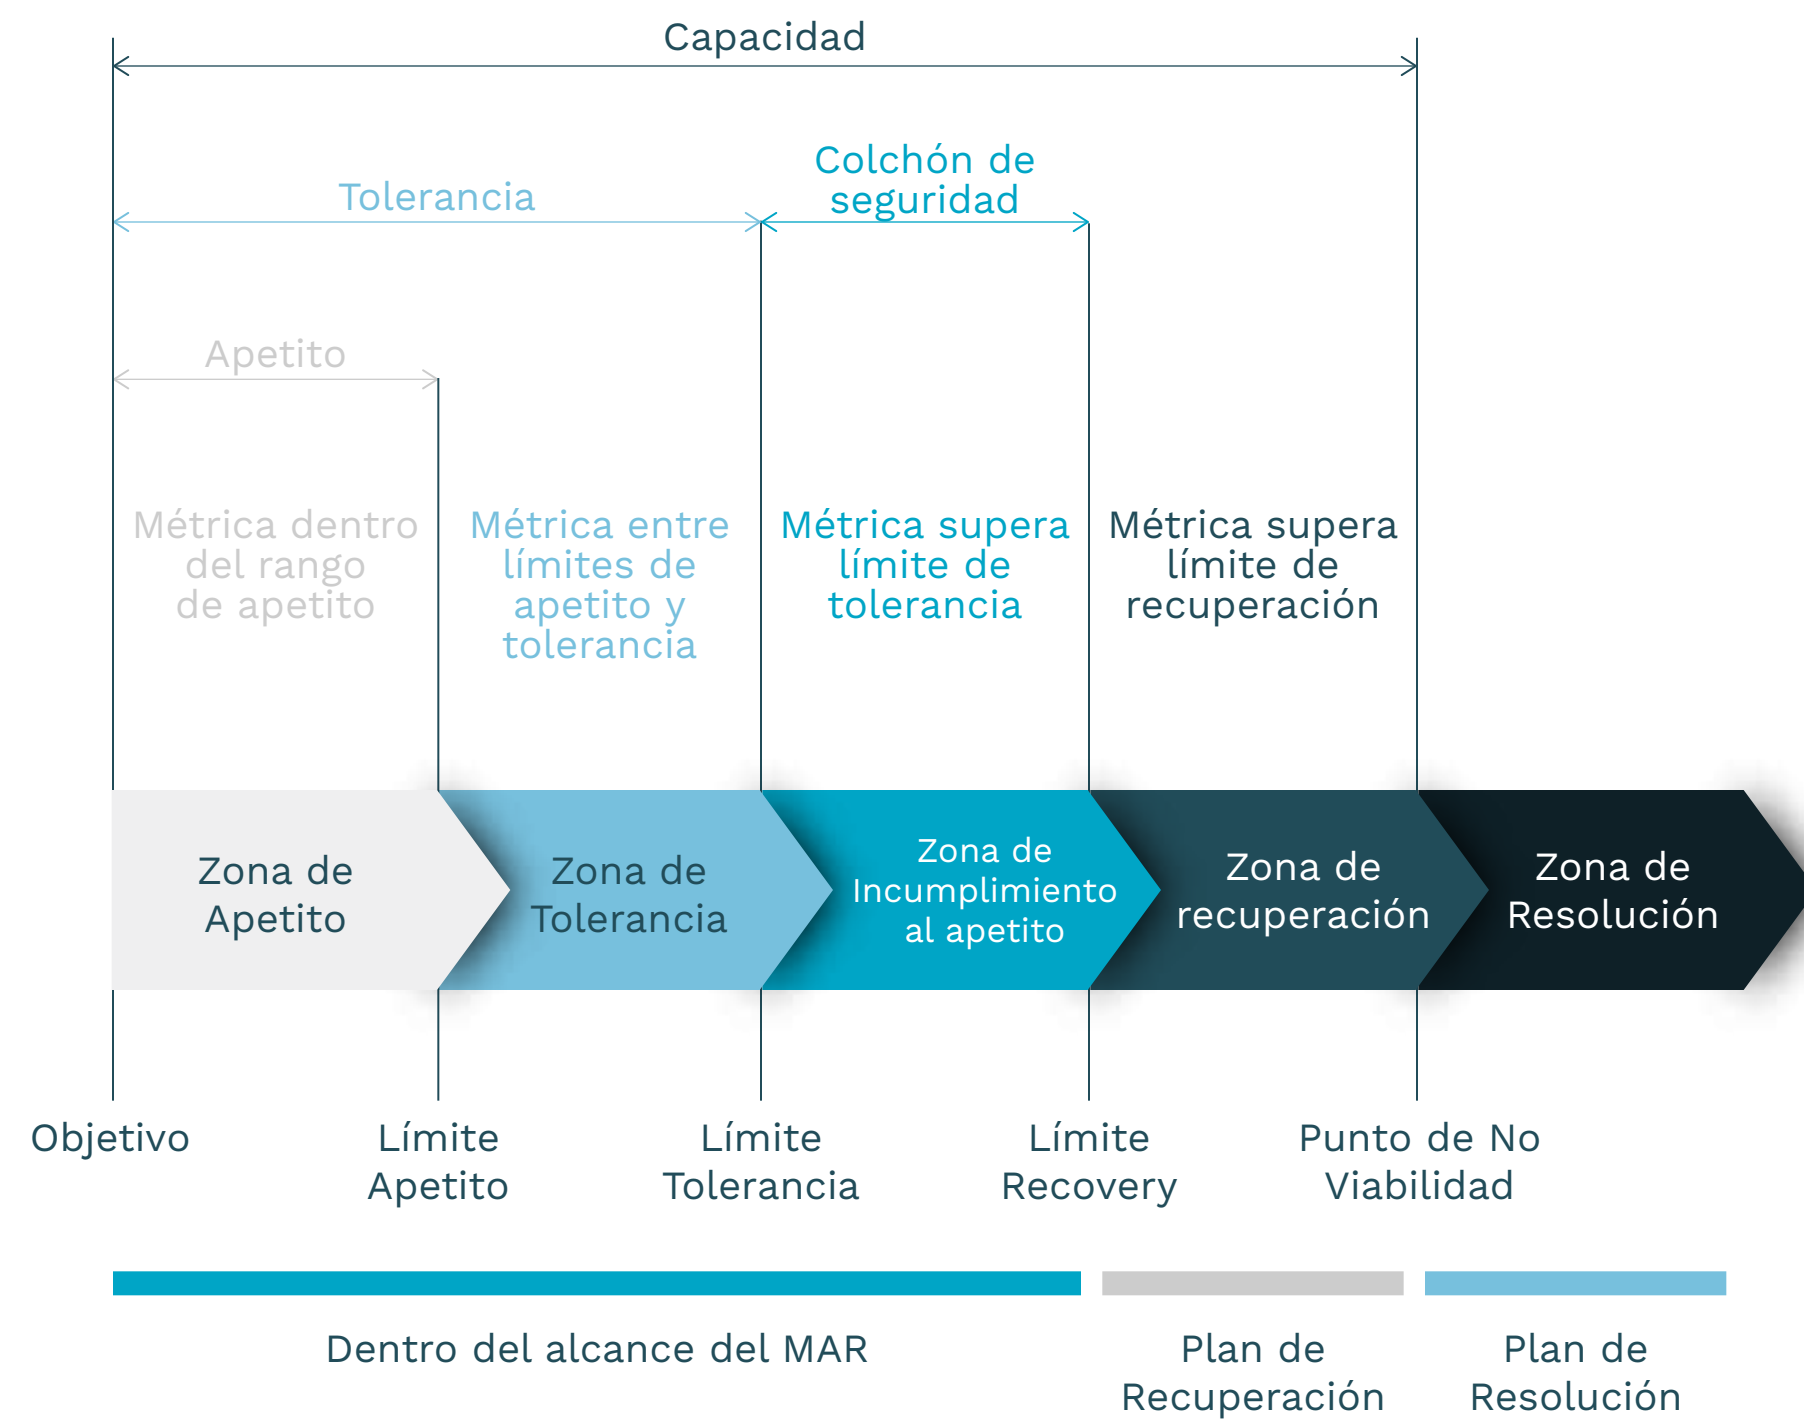 Capacidad
Colchón de
seguridad
Tolerancia
Apetito
Métrica dentro
del rango
de apetito
Métrica entre
límites de
apetito y
tolerancia
Métrica supera
límite de
tolerancia
Métrica supera
límite de
recuperación
Zona de
Apetito
Zona de
Tolerancia
Zona de
Incumplimiento
al apetito
Zona de
recuperación
Zona de
Resolución
Objetivo
Límite
Apetito
Límite
Tolerancia
Límite
Recovery
Punto de No
Viabilidad
Dentro del alcance del MAR
Plan de
Recuperación
Plan de
Resolución